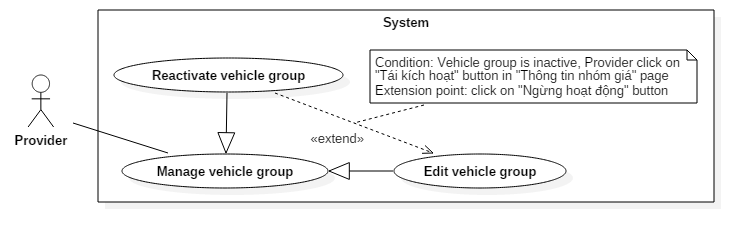 System
Condition: Vehicle group is inactive, Provider click on
"Tái kích hoạt" button in "Thông tin nhóm giá" page
Extension point: click on "Ngừng hoạt động" button
Reactivate vehicle group
«extend»
Provider
Manage vehicle group
Edit vehicle group